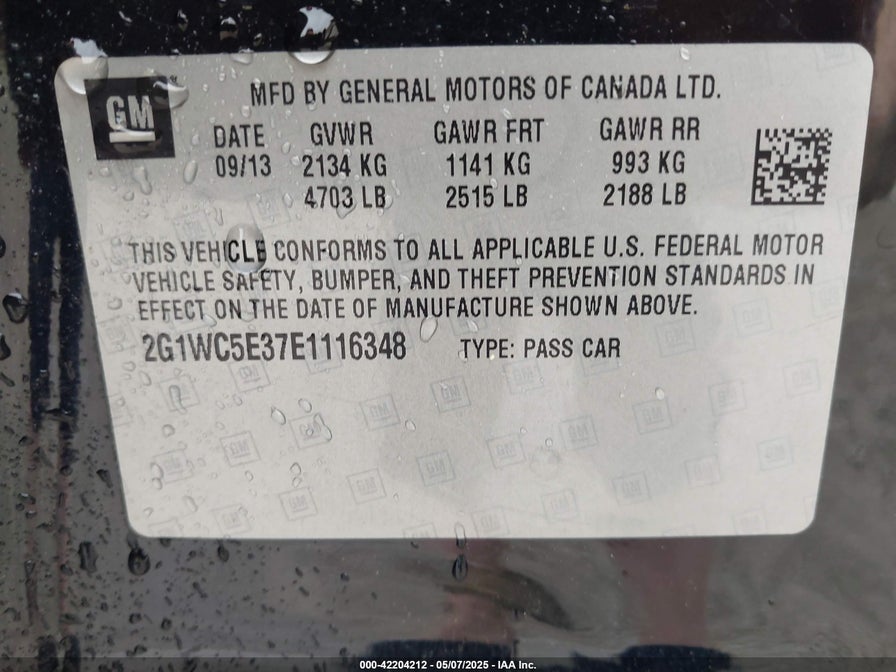 GM
MFD BY GENERAL MOTORS OF CANADA LTD.
DATE GVWR GAWR FRT GAWR RR
09/13 2134 KG 1141 KG 993 KG
4703 LB 2515 LB 2188 LB
THIS VEHICLE CONFORMS TO ALL APPLICABLE U.S. FEDERAL MOTOR
VEHICLE SAFETY, BUMPER, AND THEFT PREVENTION STANDARDS IN
EFFECT ON THE DATE OF MANUFACTURE SHOWN ABOVE.
2G1WC5E37E1116348 TYPE: PASS CAR
000-42204212 - 05/07/2025 - IAA Inc.